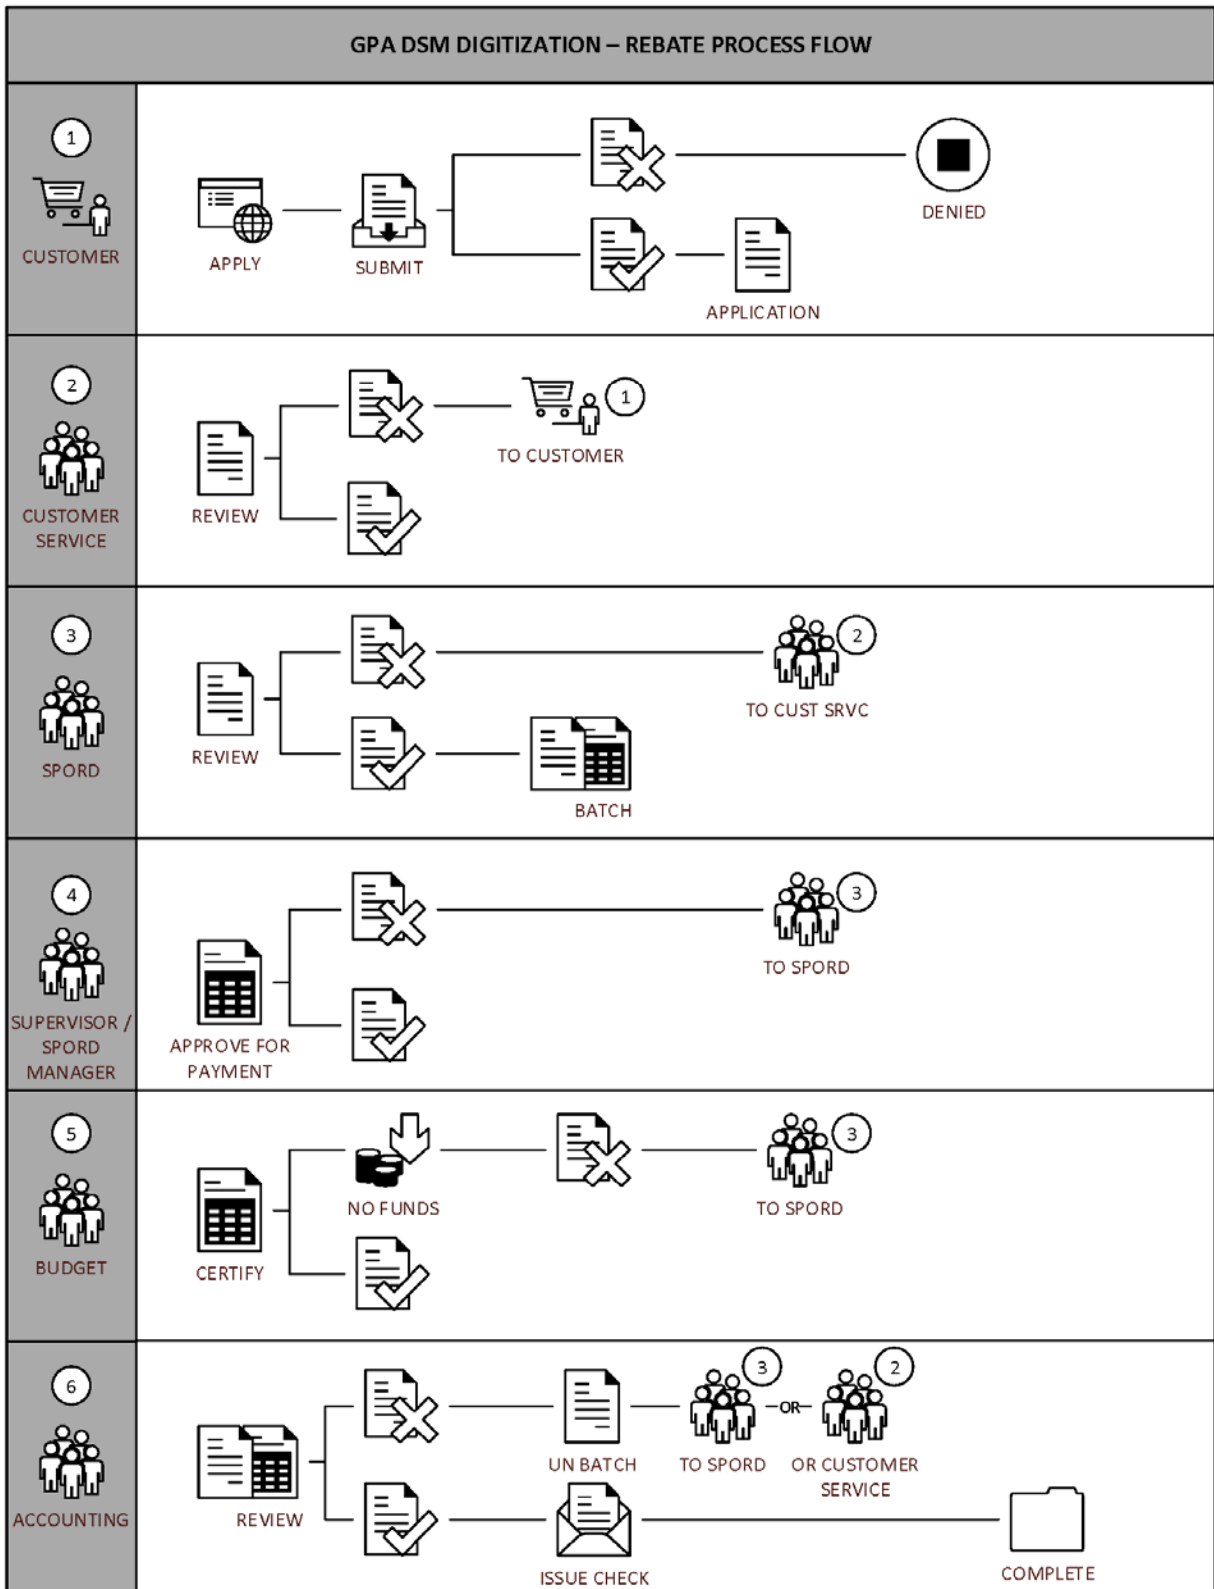 GPA DSM DIGITIZATION – REBATE PROCESS FLOW
1
CUSTOMER
APPLY
SUBMIT
DENIED
APPLICATION
2
CUSTOMER
SERVICE
REVIEW
1
TO CUSTOMER
3
SPORD
REVIEW
2
TO CUST SRVC
BATCH
4
SUPERVISOR /
SPORD
MANAGER
APPROVE FOR
PAYMENT
3
TO SPORD
5
BUDGET
CERTIFY
NO FUNDS
3
TO SPORD
6
ACCOUNTING
REVIEW
UN BATCH
3
TO SPORD
OR
2
OR CUSTOMER
SERVICE
ISSUE CHECK
COMPLETE